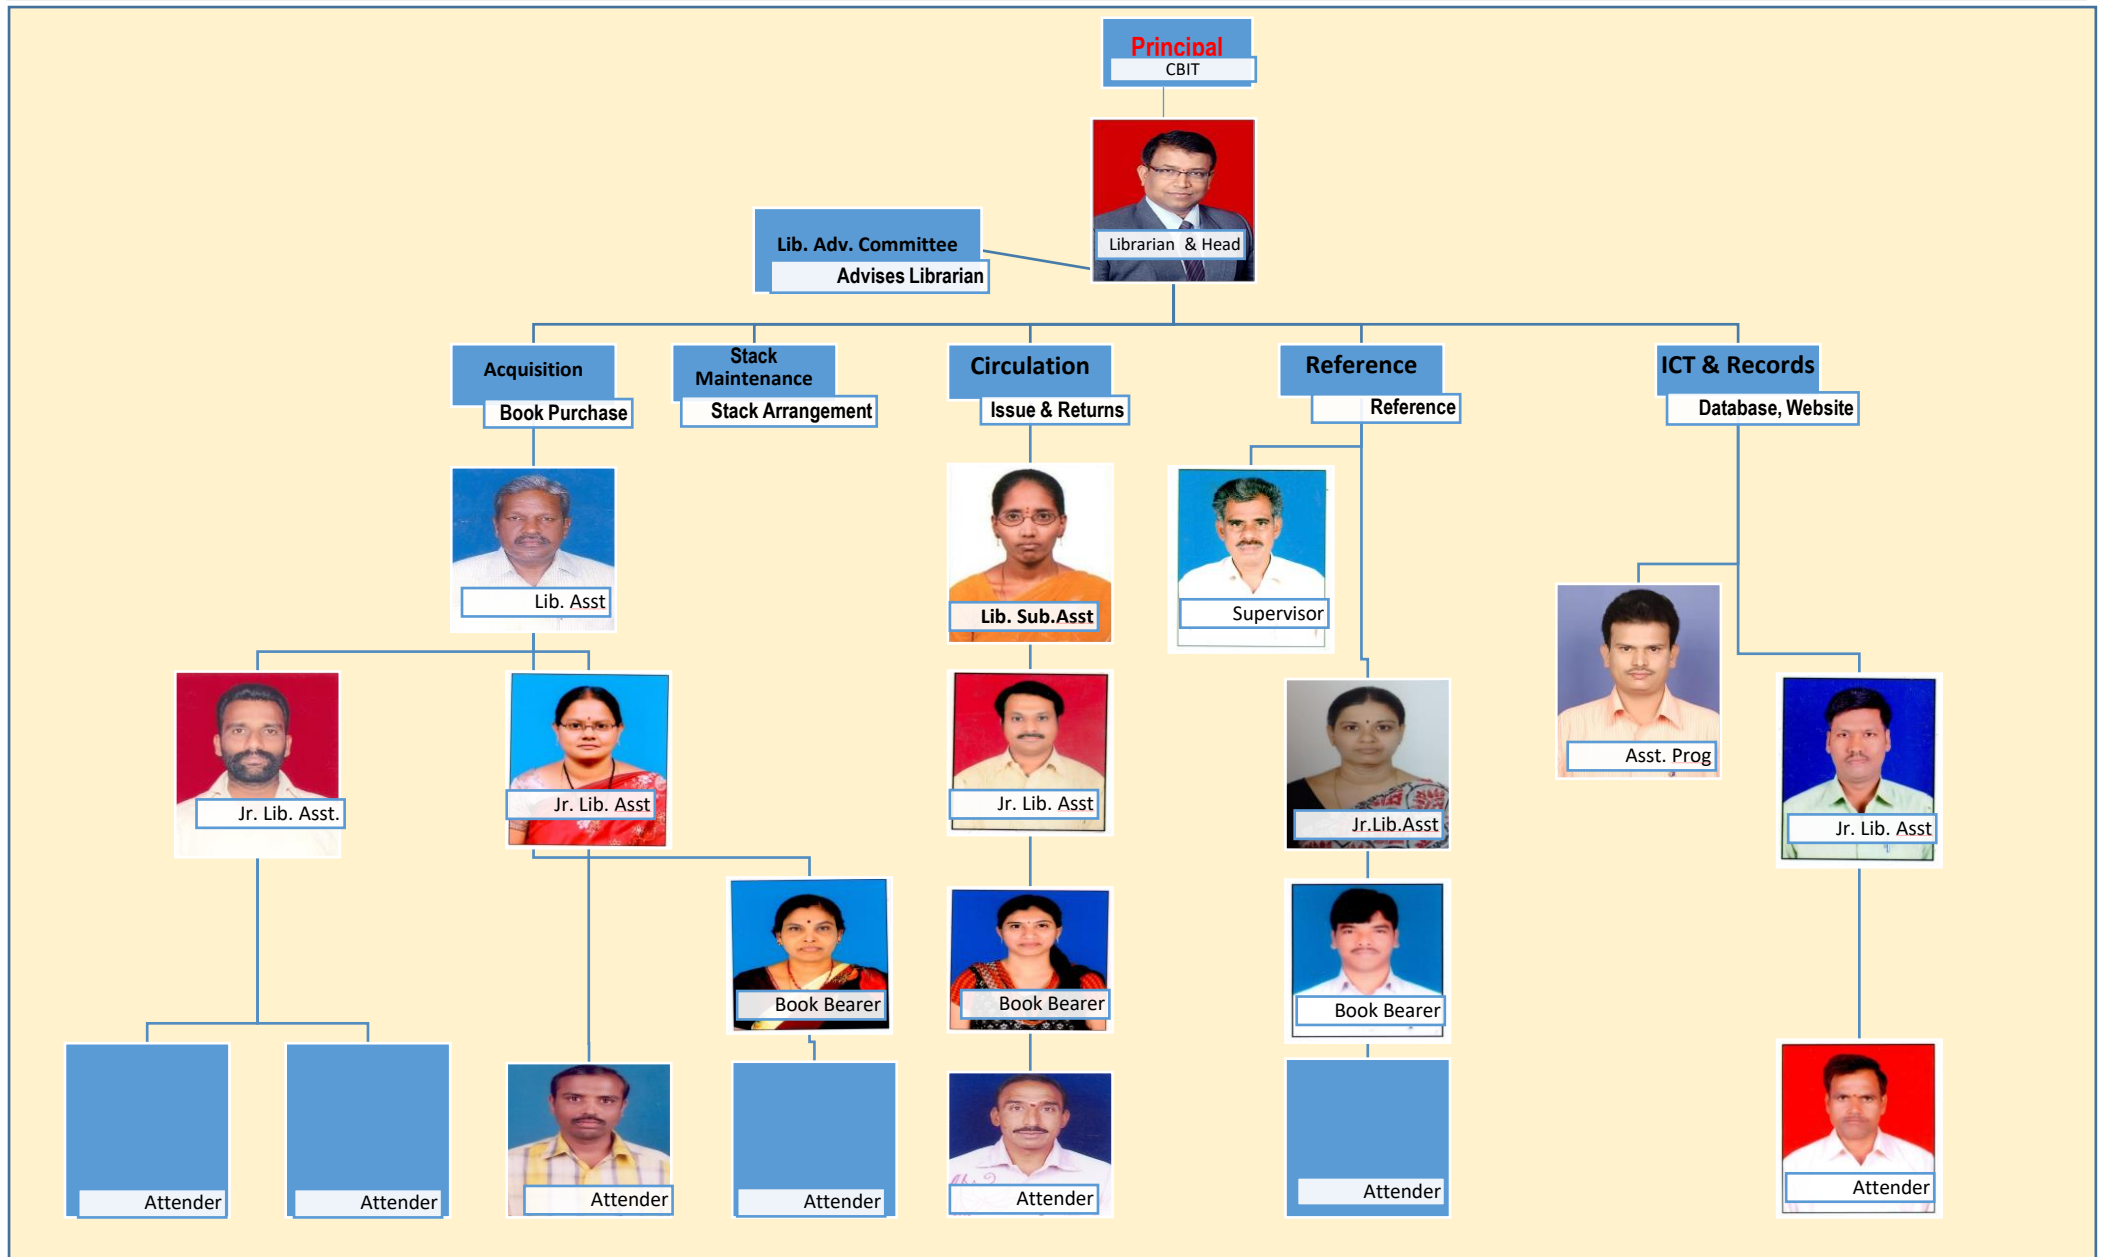 Principal
CBIT
Librarian & Head
Lib. Adv. Committee
Advises Librarian
Acquisition
Book Purchase
Stack
Maintenance
Stack Arrangement
Circulation
Issue & Returns
Reference
Reference
ICT & Records
Database, Website
Lib. Asst
Lib. Sub.Asst
Supervisor
Asst. Prog
Jr. Lib. Asst.
Jr. Lib. Asst
Jr. Lib. Asst
Jr.Lib.Asst
Jr. Lib. Asst
Book Bearer
Book Bearer
Book Bearer
Attender
Attender
Attender
Attender
Attender
Attender
Attender